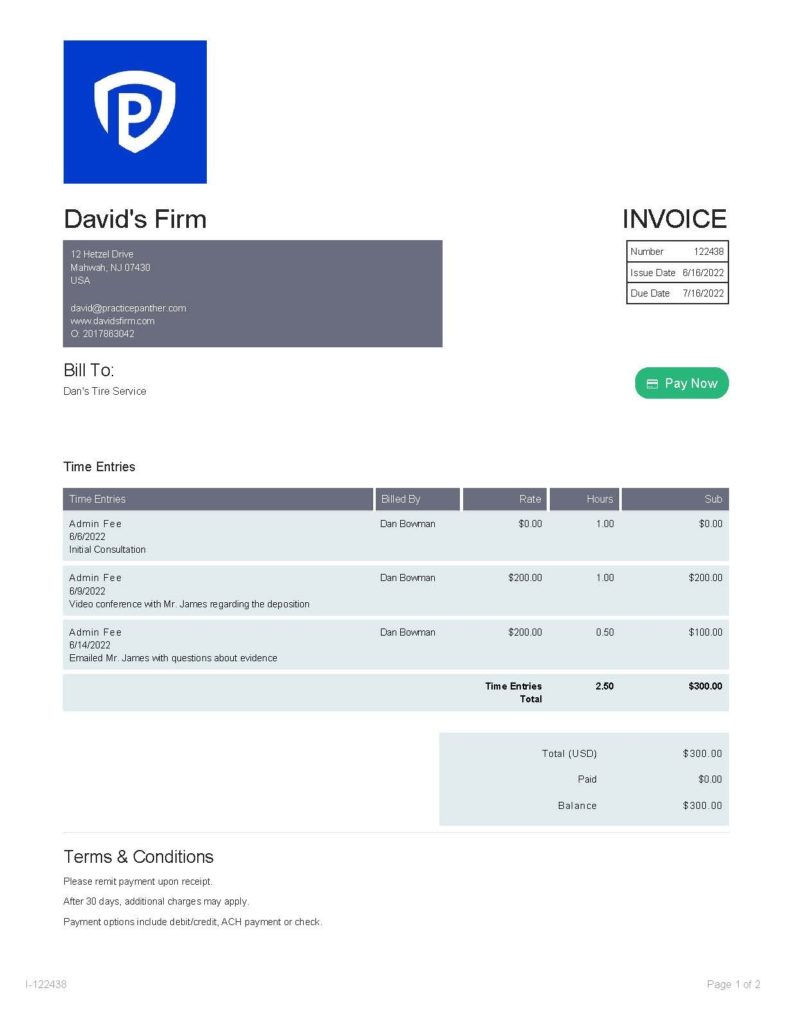 P
David's Firm
INVOICE
12 Hetzel Drive
Mahwah, NJ 07430
USA
david@practicepanther.com
www.davidsfirm.com
O: 2017863042
Number 122438
Issue Date 6/16/2022
Due Date 7/16/2022
Bill To:
Dan's Tire Service
Pay Now
Time Entries
Time Entries Billed By Rate Hours Sub
Admin Fee Dan Bowman $0.00 1.00 $0.00
6/6/2022
Initial Consultation
Admin Fee Dan Bowman $200.00 1.00 $200.00
6/9/2022
Video conference with Mr. James regarding the deposition
Admin Fee Dan Bowman $200.00 0.50 $100.00
6/14/2022
Emailed Mr. James with questions about evidence
Time Entries 2.50 $300.00
Total
Total (USD) $300.00
Paid $0.00
Balance $300.00
Terms & Conditions
Please remit payment upon receipt.
After 30 days, additional charges may apply.
Payment options include debit/credit, ACH payment or check.
I-122438
Page 1 of 2